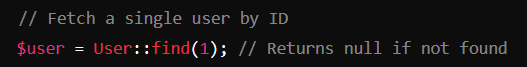 // Fetch a single user by ID
$user = User::find(1); // Returns null if not found